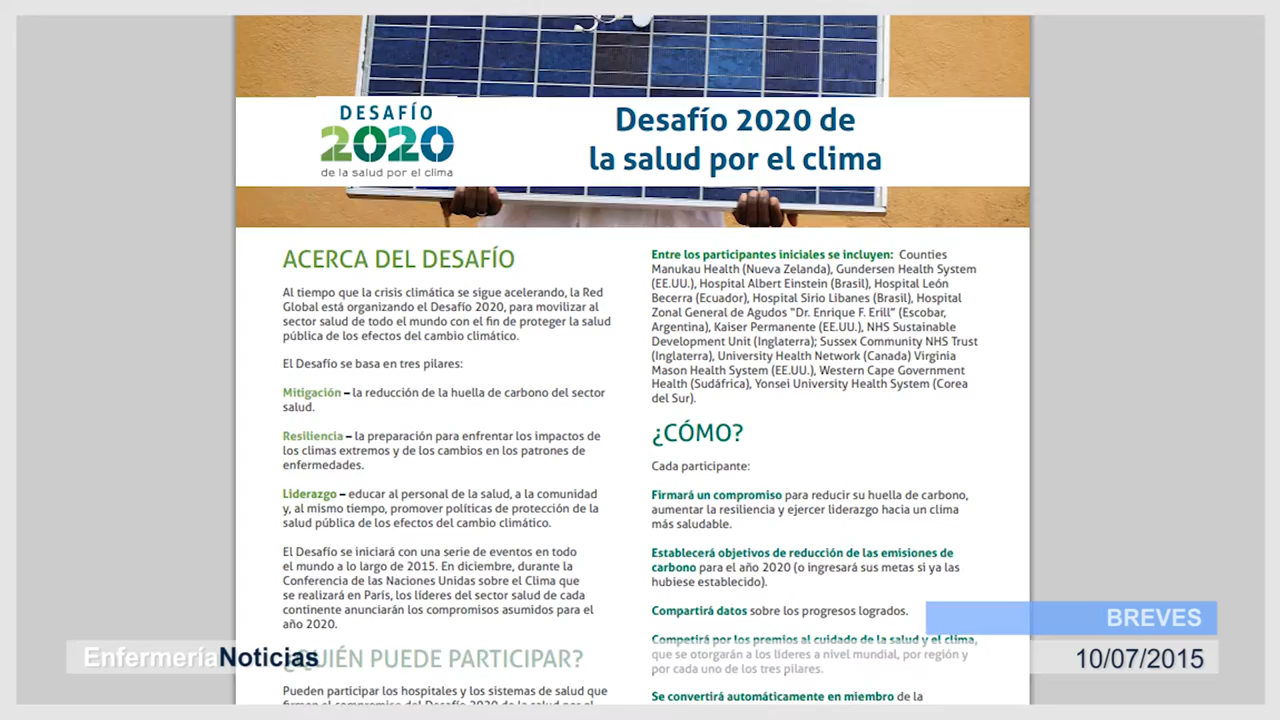 DESAFÍO
2020
de la salud por el clima
Desafío 2020 de
la salud por el clima
ACERCA DEL DESAFÍO
Al tiempo que la crisis climática se sigue acelerando, la Red
Global está organizando el Desafío 2020, para movilizar al
sector salud de todo el mundo con el fin de proteger la salud
pública de los efectos del cambio climático.
El Desafío se basa en tres pilares:
Mitigación – la reducción de la huella de carbono del sector
salud.
Resiliencia – la preparación para enfrentar los impactos de
los climas extremos y de los cambios en los patrones de
enfermedades.
Liderazgo – educar al personal de la salud, a la comunidad
y, al mismo tiempo, promover políticas de protección de la
salud pública de los efectos del cambio climático.
El Desafío se iniciará con una serie de eventos en todo
el mundo a lo largo de 2015. En diciembre, durante la
Conferencia de las Naciones Unidas sobre el Clima que
se realizará en París, los líderes del sector salud de cada
continente anunciarán los compromisos asumidos para el
año 2020.
¿QUIÉN PUEDE PARTICIPAR?
Pueden participar los hospitales y los sistemas de salud que
firmen el compromiso del Desafío 2020 de la salud por el
Entre los participantes iniciales se incluyen: Counties
Manukau Health (Nueva Zelanda), Gundersen Health System
(EE.UU.), Hospital Albert Einstein (Brasil), Hospital León
Becerra (Ecuador), Hospital Sirio Libanes (Brasil), Hospital
Zonal General de Agudos “Dr. Enrique F. Erill” (Escobar,
Argentina), Kaiser Permanente (EE.UU.), NHS Sustainable
Development Unit (Inglaterra); Sussex Community NHS Trust
(Inglaterra), University Health Network (Canada) Virginia
Mason Health System (EE.UU.), Western Cape Government
Health (Sudáfrica), Yonsei University Health System (Corea
del Sur).
¿CÓMO?
Cada participante:
Firmará un compromiso para reducir su huella de carbono,
aumentar la resiliencia y ejercer liderazgo hacia un clima
más saludable.
Establecerá objetivos de reducción de las emisiones de
carbono para el año 2020 (o ingresará sus metas si ya las
hubiese establecido).
Compartirá datos sobre los progresos logrados.
Competirá por los premios al cuidado de la salud y el clima,
que se otorgarán a los líderes a nivel mundial, por región y
por cada uno de los tres pilares.
Se convertirá automáticamente en miembro de la
BREVES
EnfermeríaNoticias
10/07/2015